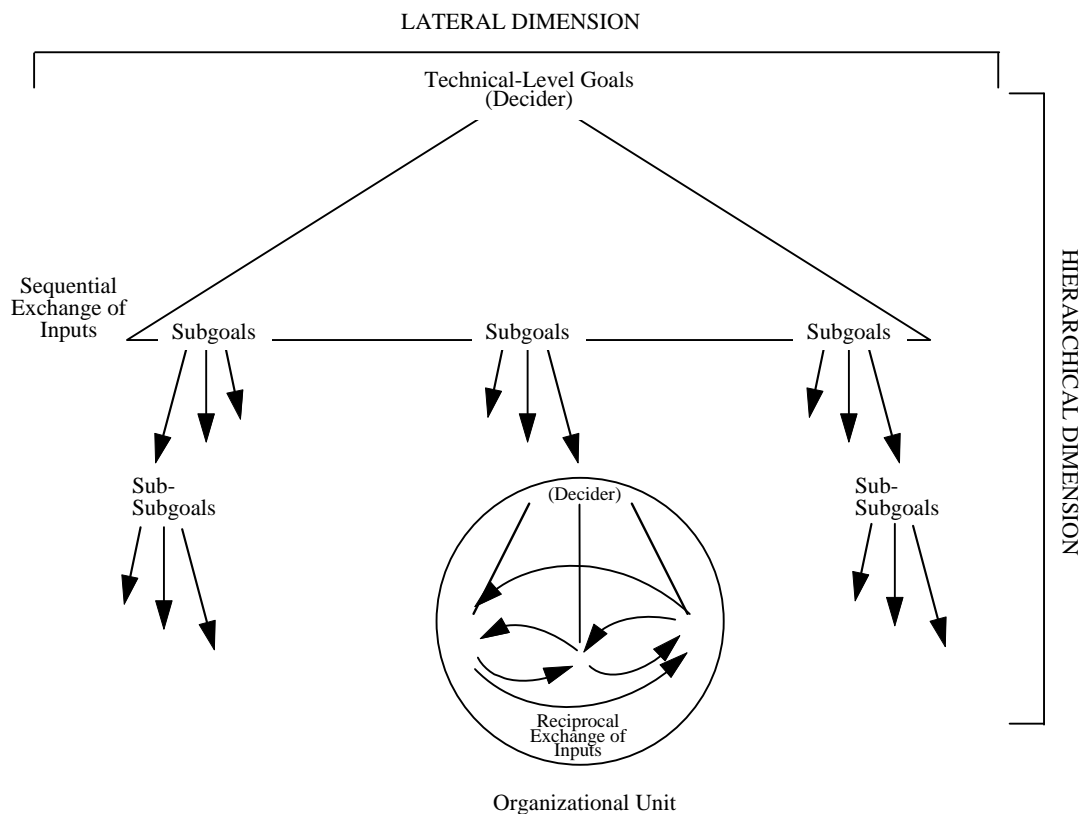 LATERAL DIMENSION
Technical-Level Goals
(Decider)
HIERARCHICAL DIMENSION
Sequential
Exchange of
Inputs
Subgoals
Subgoals
Subgoals
Sub-
Subgoals
(Decider)
Sub-
Subgoals
Reciprocal
Exchange of
Inputs
Organizational Unit